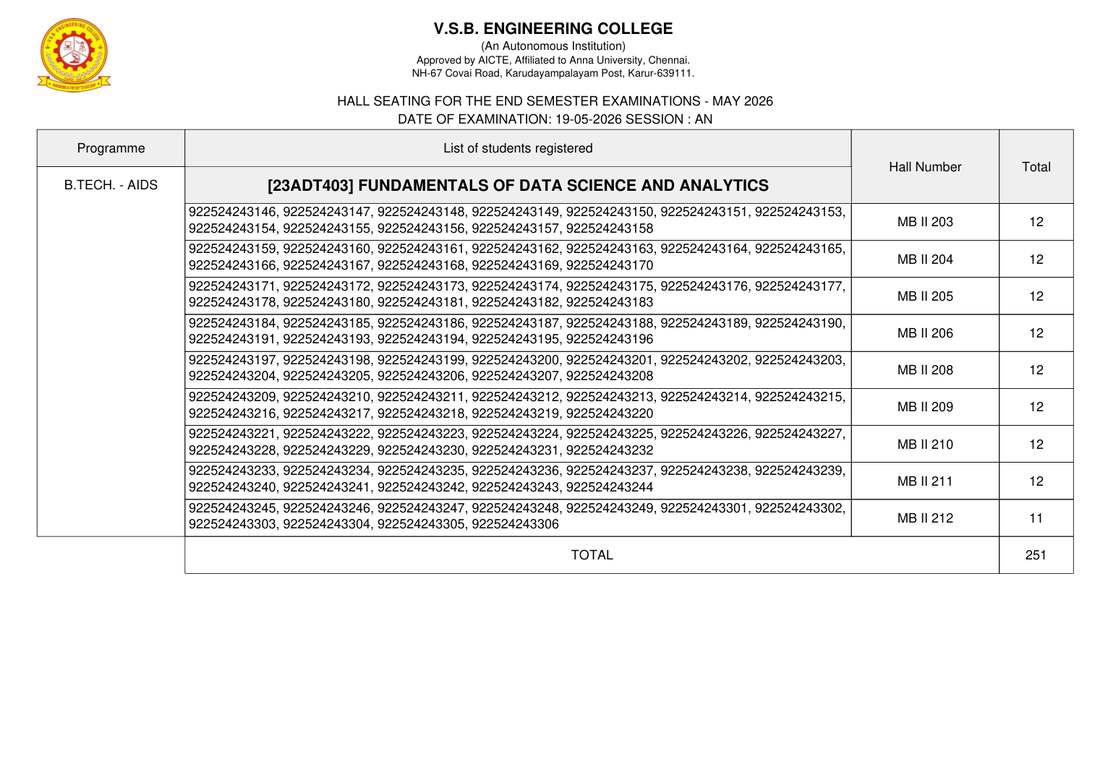 V.S.B. ENGINEERING COLLEGE
(An Autonomous Institution)
Approved by AICTE, Affiliated to Anna University, Chennai.
NH-67 Covai Road, Karudayampalayam Post, Karur-639111.
HALL SEATING FOR THE END SEMESTER EXAMINATIONS - MAY 2026
DATE OF EXAMINATION: 19-05-2026 SESSION : AN
Programme
List of students registered
Hall Number
Total
B.TECH. - AIDS
[23ADT403] FUNDAMENTALS OF DATA SCIENCE AND ANALYTICS
922524243146, 922524243147, 922524243148, 922524243149, 922524243150, 922524243151, 922524243153,
922524243154, 922524243155, 922524243156, 922524243157, 922524243158
MB II 203
12
922524243159, 922524243160, 922524243161, 922524243162, 922524243163, 922524243164, 922524243165,
922524243166, 922524243167, 922524243168, 922524243169, 922524243170
MB II 204
12
922524243171, 922524243172, 922524243173, 922524243174, 922524243175, 922524243176, 922524243177,
922524243178, 922524243180, 922524243181, 922524243182, 922524243183
MB II 205
12
922524243184, 922524243185, 922524243186, 922524243187, 922524243188, 922524243189, 922524243190,
922524243191, 922524243193, 922524243194, 922524243195, 922524243196
MB II 206
12
922524243197, 922524243198, 922524243199, 922524243200, 922524243201, 922524243202, 922524243203,
922524243204, 922524243205, 922524243206, 922524243207, 922524243208
MB II 208
12
922524243209, 922524243210, 922524243211, 922524243212, 922524243213, 922524243214, 922524243215,
922524243216, 922524243217, 922524243218, 922524243219, 922524243220
MB II 209
12
922524243221, 922524243222, 922524243223, 922524243224, 922524243225, 922524243226, 922524243227,
922524243228, 922524243229, 922524243230, 922524243231, 922524243232
MB II 210
12
922524243233, 922524243234, 922524243235, 922524243236, 922524243237, 922524243238, 922524243239,
922524243240, 922524243241, 922524243242, 922524243243, 922524243244
MB II 211
12
922524243245, 922524243246, 922524243247, 922524243248, 922524243249, 922524243301, 922524243302,
922524243303, 922524243304, 922524243305, 922524243306
MB II 212
11
TOTAL
251